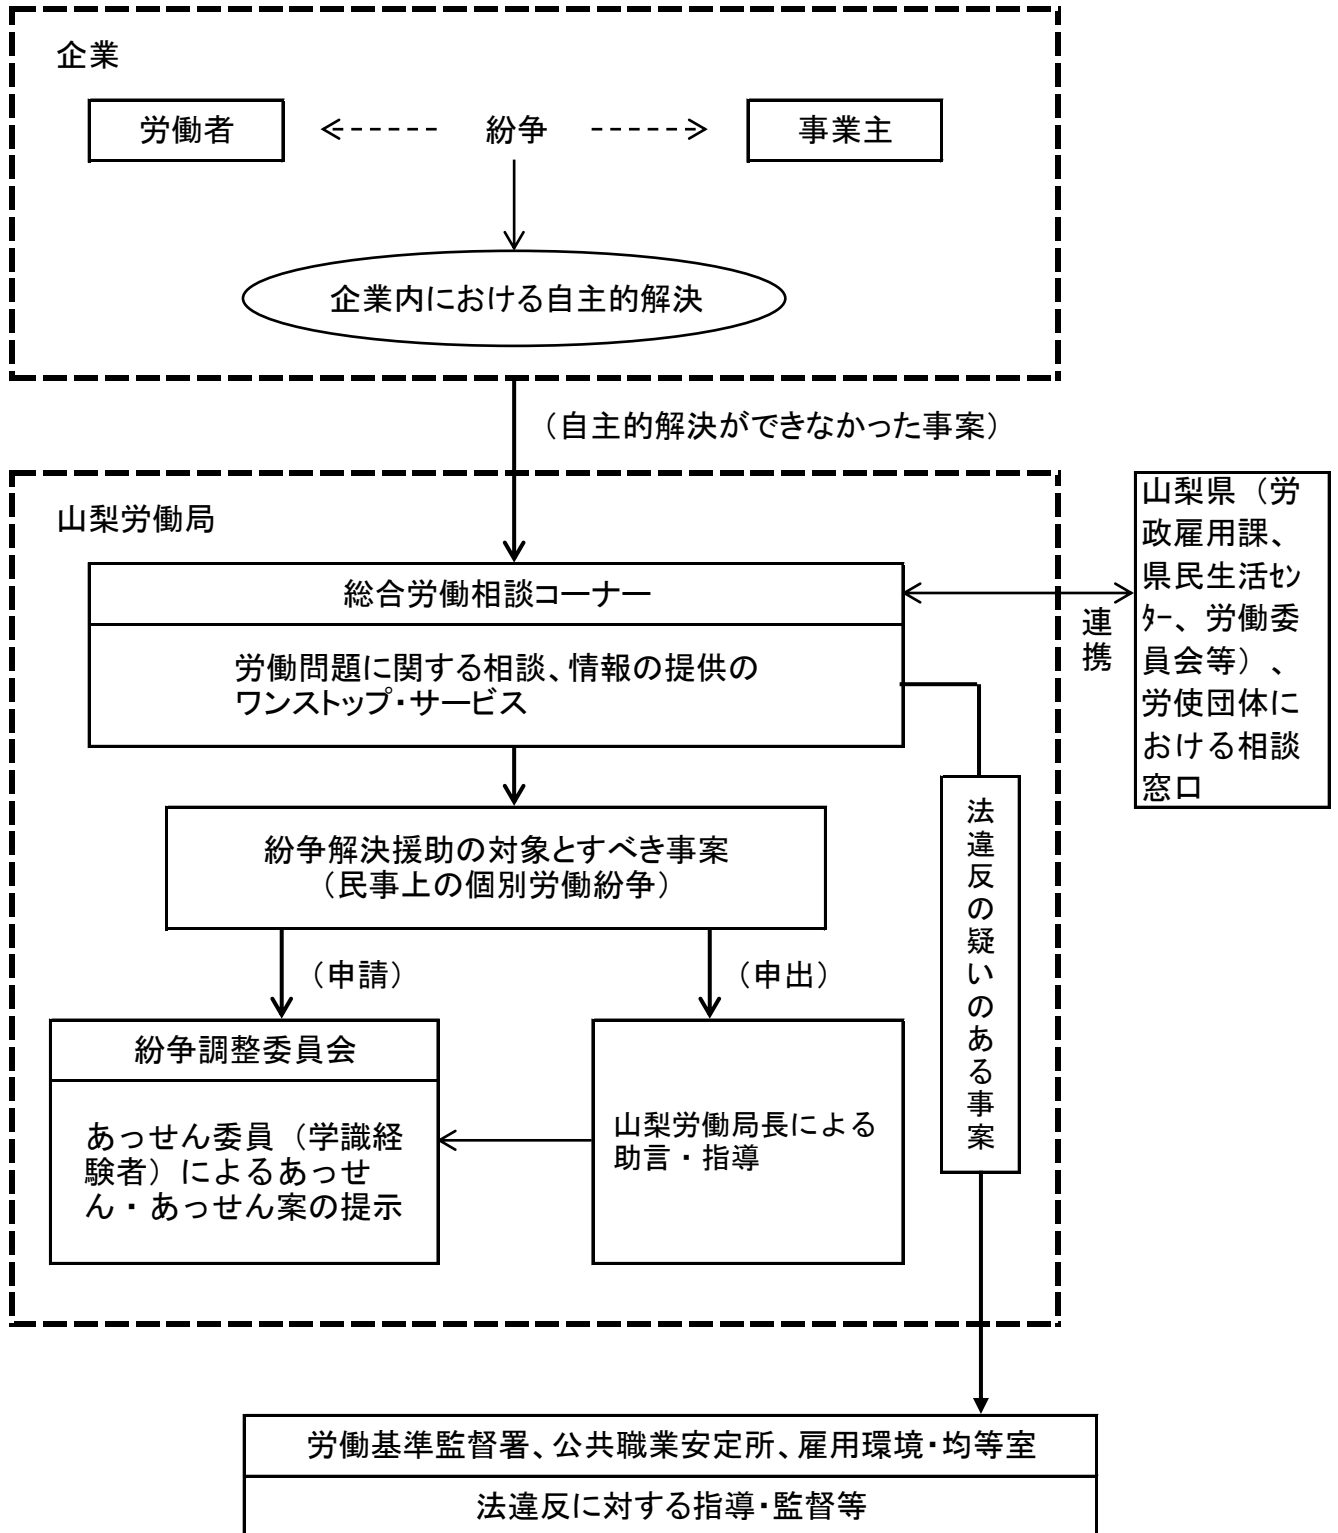 企業
労働者
紛争
事業主
企業内における自主的解決
（自主的解決ができなかった事案）
山梨労働局
総合労働相談コーナー
労働問題に関する相談、情報の提供の
ワンストップ・サービス
連携
山梨県（労
政雇用課、
県民生活ｾﾝ
ﾀｰ、労働委
員会等）、
労使団体に
おける相談
窓口
紛争解決援助の対象とすべき事案
（民事上の個別労働紛争）
法違反の疑いのある事案
（申請）
（申出）
紛争調整委員会
あっせん委員（学識経
験者）によるあっせ
ん・あっせん案の提示
山梨労働局長による
助言・指導
労働基準監督署、公共職業安定所、雇用環境・均等室
法違反に対する指導・監督等